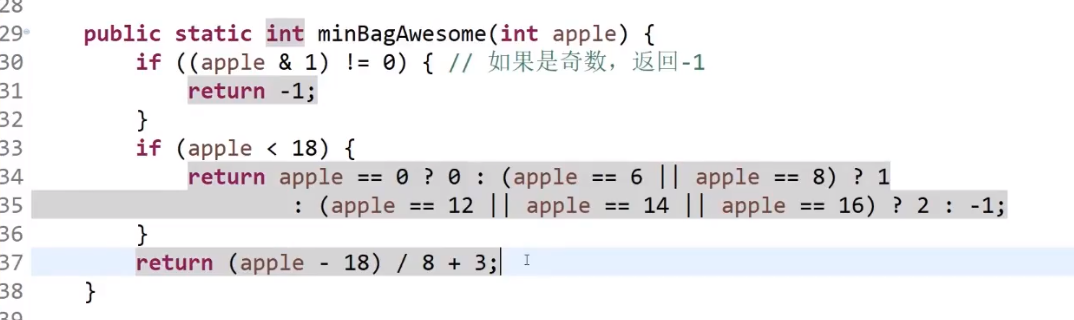 28
29 public static int minBagAwesome(int apple) {
30 if ((apple & 1) != 0) { // 如果是奇数，返回-1
31 return -1;
32 }
33 if (apple < 18) {
34 return apple == 0 ? 0 : (apple == 6 || apple == 8) ? 1
35 : (apple == 12 || apple == 14 || apple == 16) ? 2 : -1;
36 }
37 return (apple - 18) / 8 + 3;
38 }
39